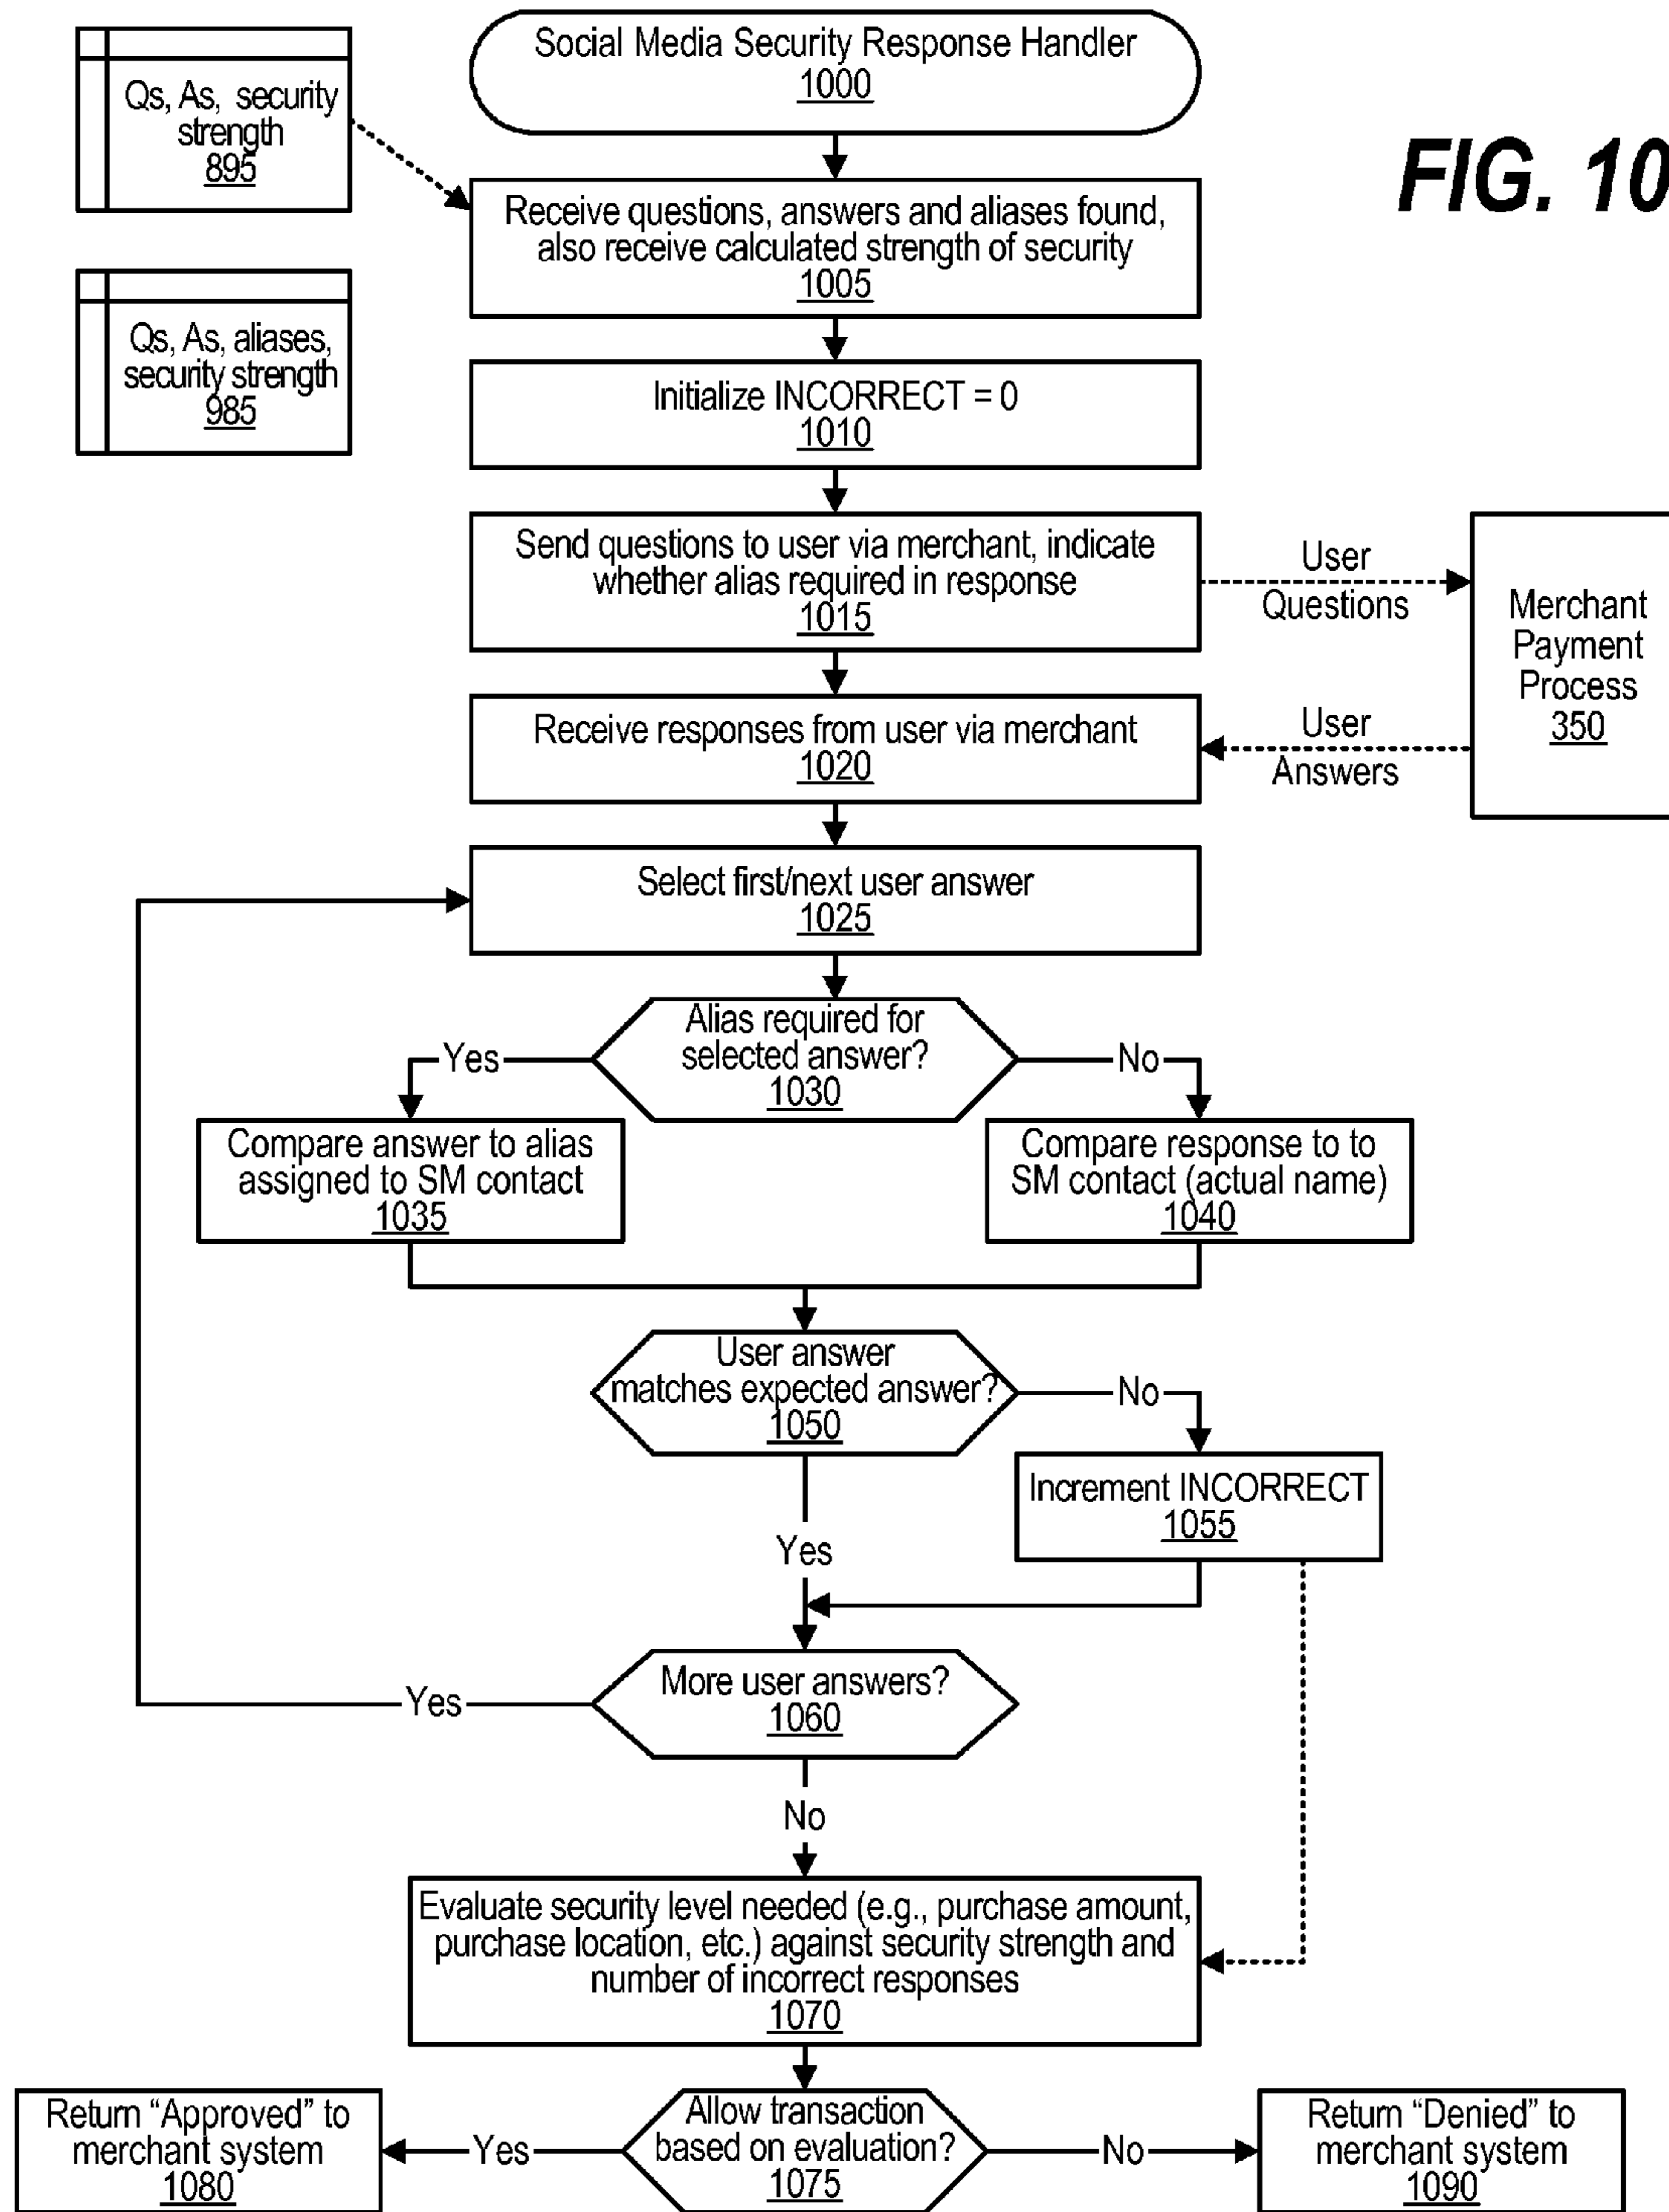 Social Media Security Response Handler
1000
FIG. 10
Qs, As, security
strength
895
Receive questions, answers and aliases found,
also receive calculated strength of security
1005
Qs, As, aliases,
security strength
985
Initialize INCORRECT = 0
1010
Send questions to user via merchant, indicate
whether alias required in response
1015
User
Questions
Merchant
Payment
Process
350
Receive responses from user via merchant
1020
User
Answers
Select first/next user answer
1025
Alias required for
selected answer?
1030
Yes
No
Compare answer to alias
assigned to SM contact
1035
Compare response to to
SM contact (actual name)
1040
User answer
matches expected answer?
1050
No
Increment INCORRECT
1055
Yes
More user answers?
1060
Yes
No
Evaluate security level needed (e.g., purchase amount,
purchase location, etc.) against security strength and
number of incorrect responses
1070
Allow transaction
based on evaluation?
1075
Yes
No
Return “Approved” to
merchant system
1080
Return “Denied” to
merchant system
1090